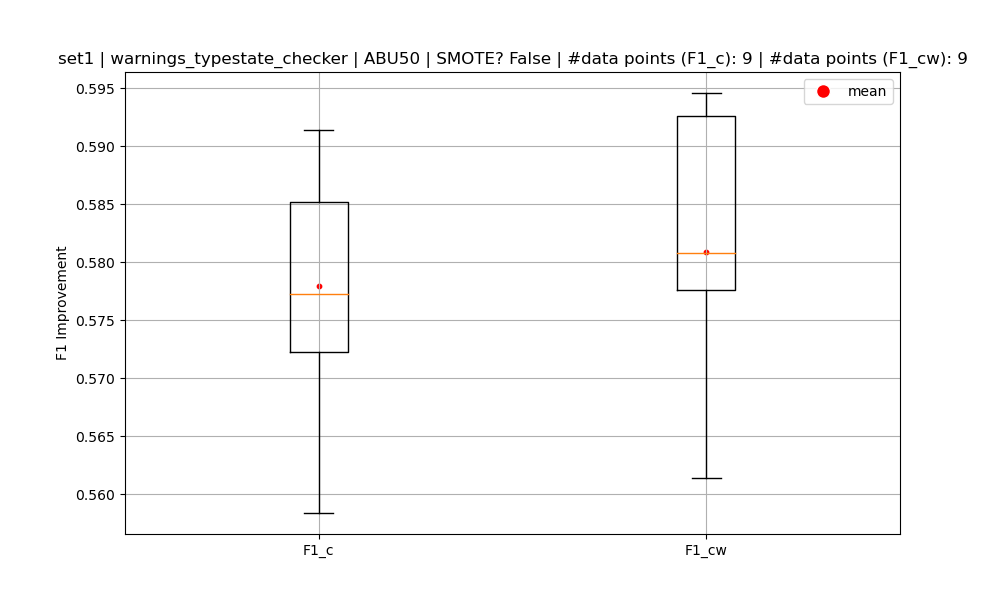 set1 | warnings_typestate_checker | ABU50 | SMOTE? False | #data points (F1_c): 9 | #data points (F1_cw): 9
mean
F1 Improvement
0.595
0.590
0.585
0.580
0.575
0.570
0.565
0.560
F1_c
F1_cw